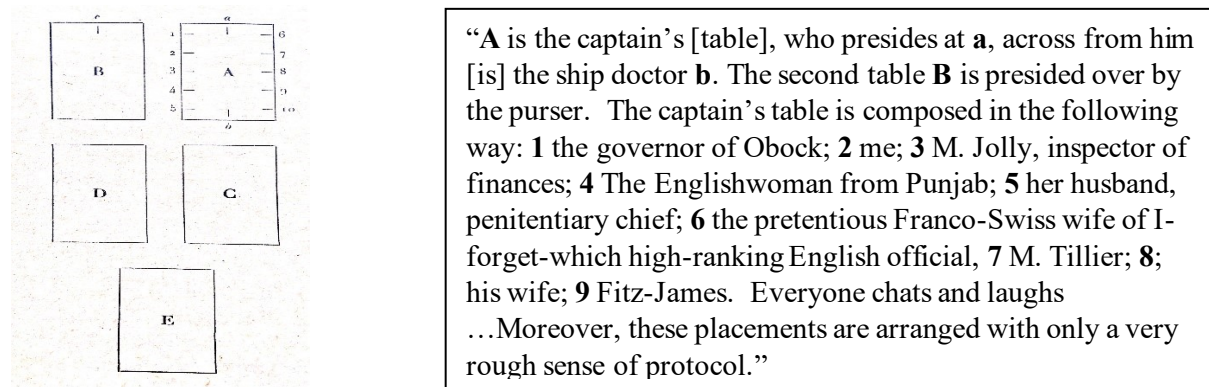 c a
1 6
2 7
B 3 A 8
4 9
5 10
b
D C
E
“A is the captain’s [table], who presides at a, across from him
[is] the ship doctor b. The second table B is presided over by
the purser.  The captain’s table is composed in the following
way: 1 the governor of Obock; 2 me; 3 M. Jolly, inspector of
finances; 4 The Englishwoman from Punjab; 5 her husband,
penitentiary chief; 6 the pretentious Franco-Swiss wife of I-
forget-which high-ranking English official, 7 M. Tillier; 8;
his wife; 9 Fitz-James.  Everyone chats and laughs
…Moreover, these placements are arranged with only a very
rough sense of protocol.”